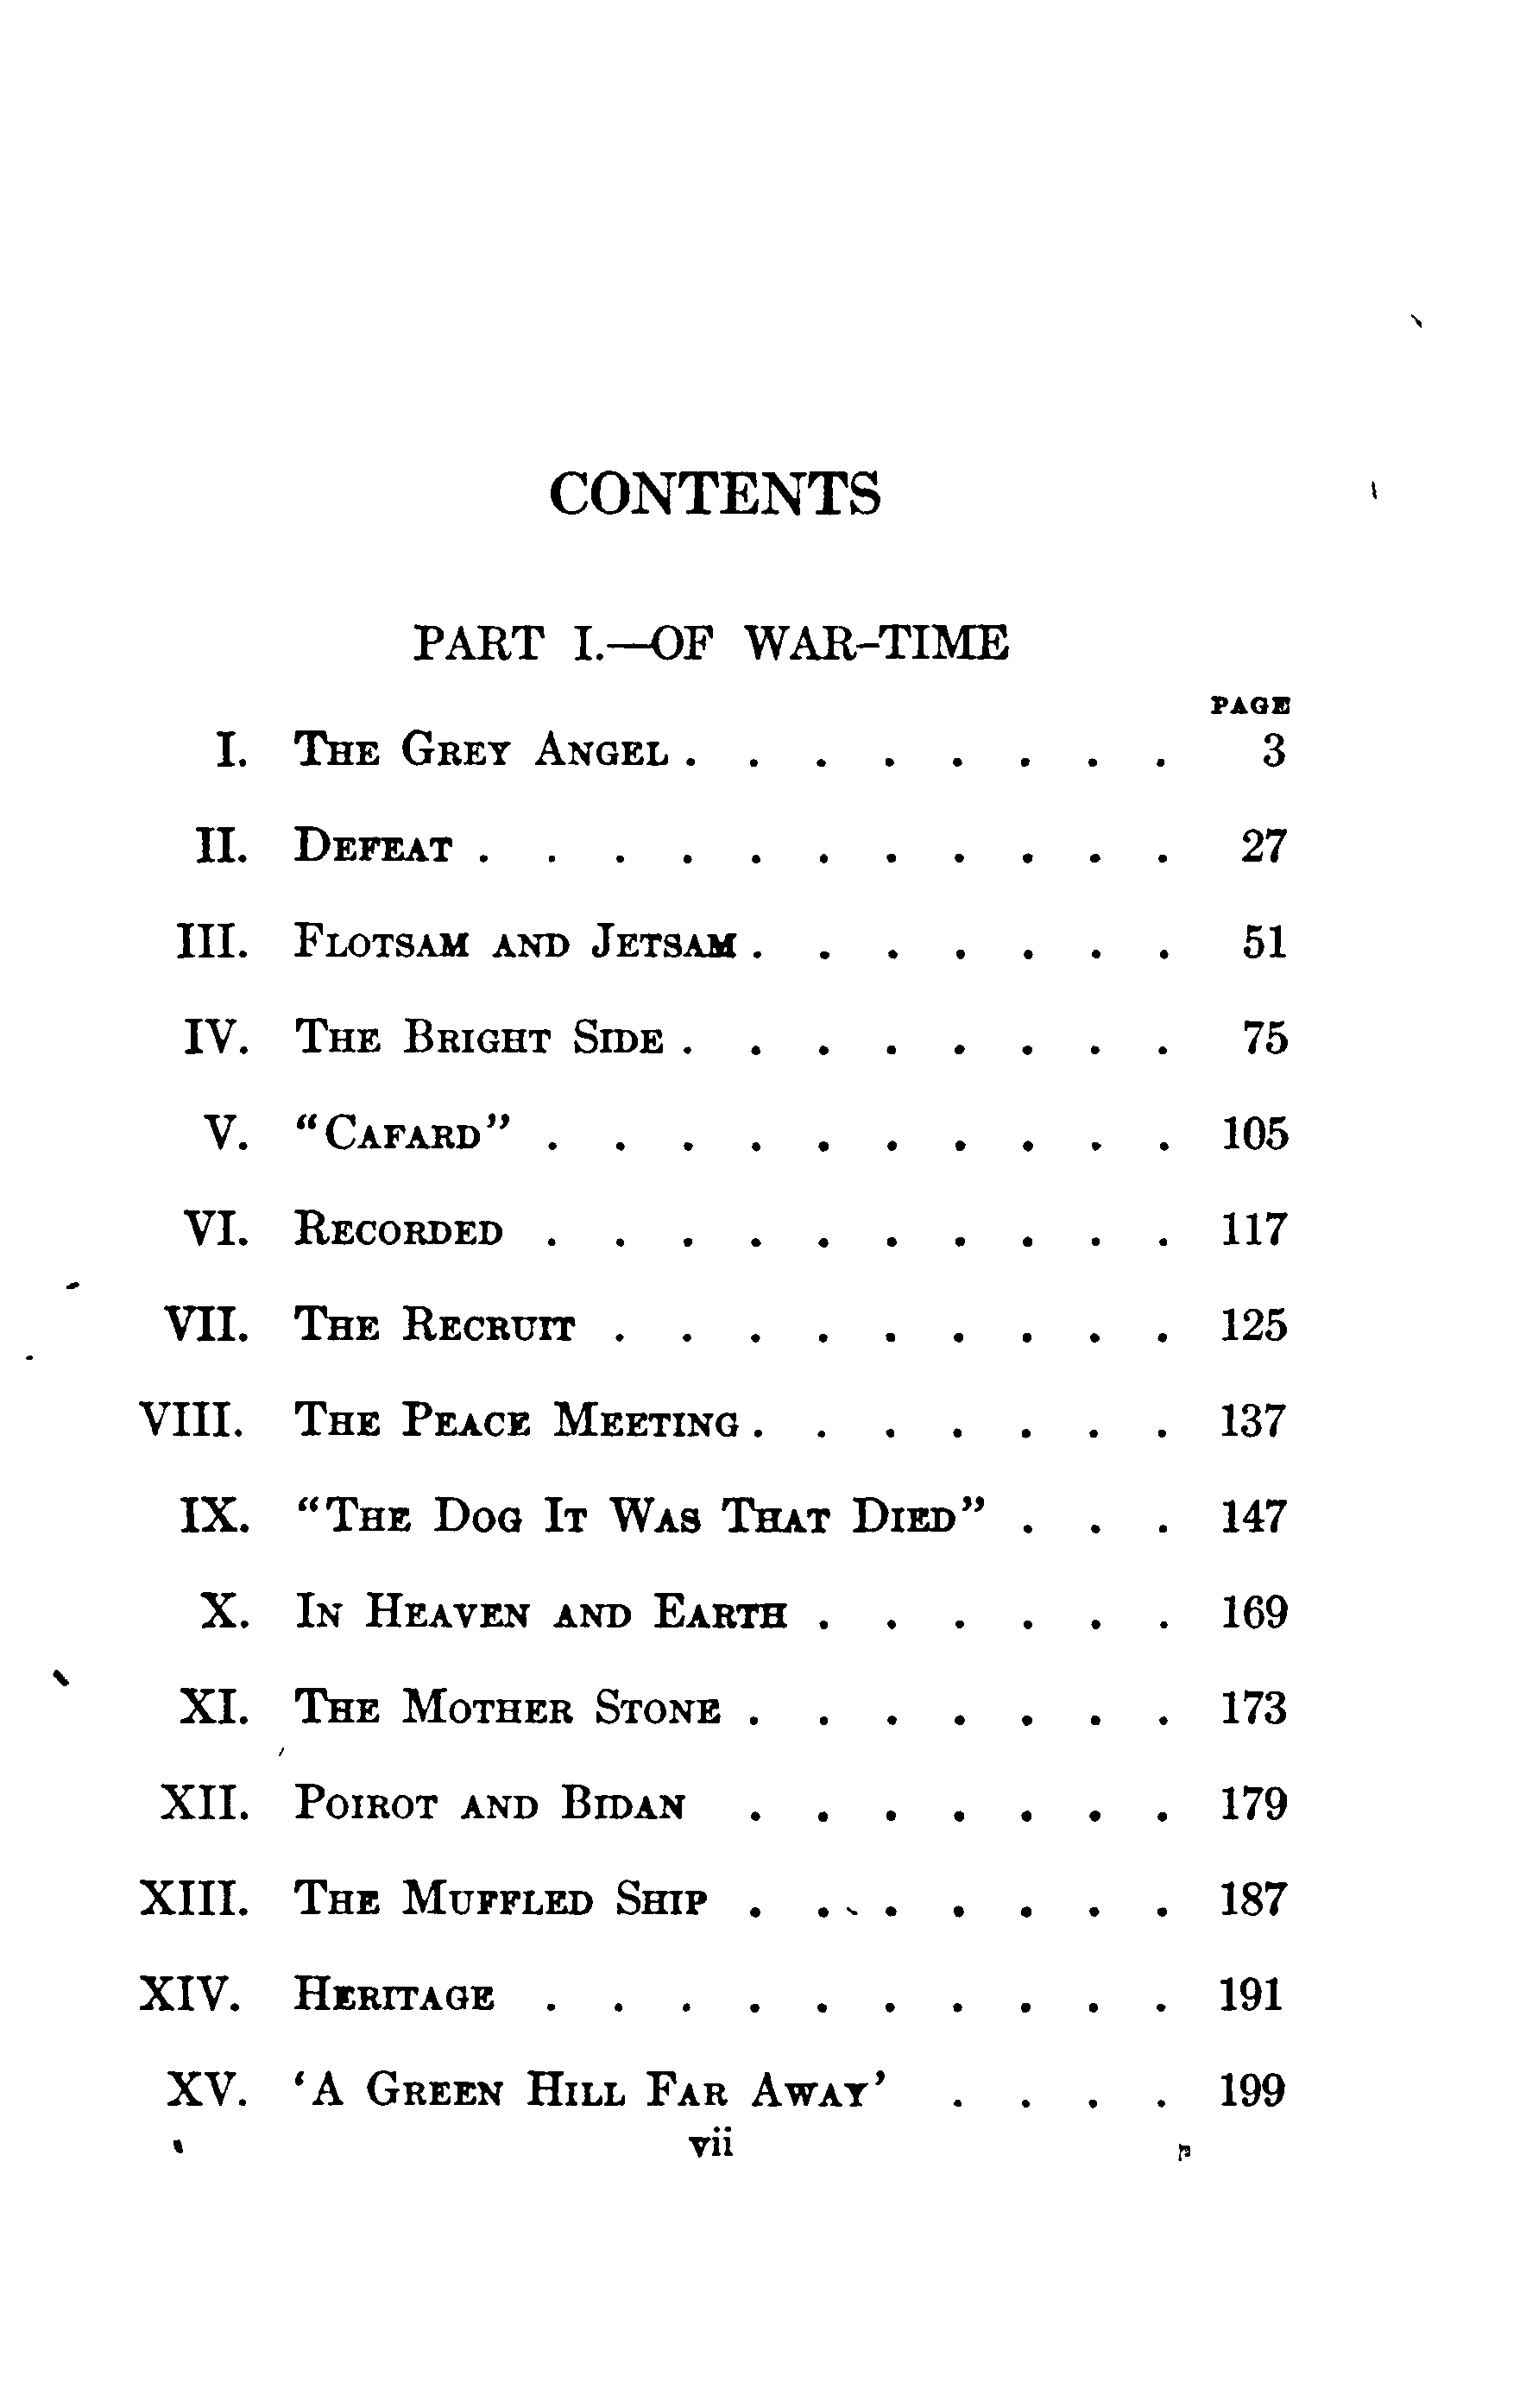 CONTENTS
PART I.—OF WAR-TIME
PAGE
I. The Grey Angel . . . . . . . . 3
II. Defeat . . . . . . . . . . . 27
III. Flotsam and Jetsam . . . . . . . 51
IV. The Bright Side . . . . . . . . 75
V. “Cafard” . . . . . . . . . . 105
VI. Recorded . . . . . . . . . . 117
VII. The Recruit . . . . . . . . . 125
VIII. The Peace Meeting . . . . . . . 137
IX. “The Dog It Was That Died” . . . 147
X. In Heaven and Earth . . . . . . 169
XI. The Mother Stone . . . . . . . 173
XII. Poirot and Bidan . . . . . . . 179
XIII. The Muffled Ship . . . . . . . 187
XIV. Heritage . . . . . . . . . . 191
XV. ‘A Green Hill Far Away’ . . . . 199
vii